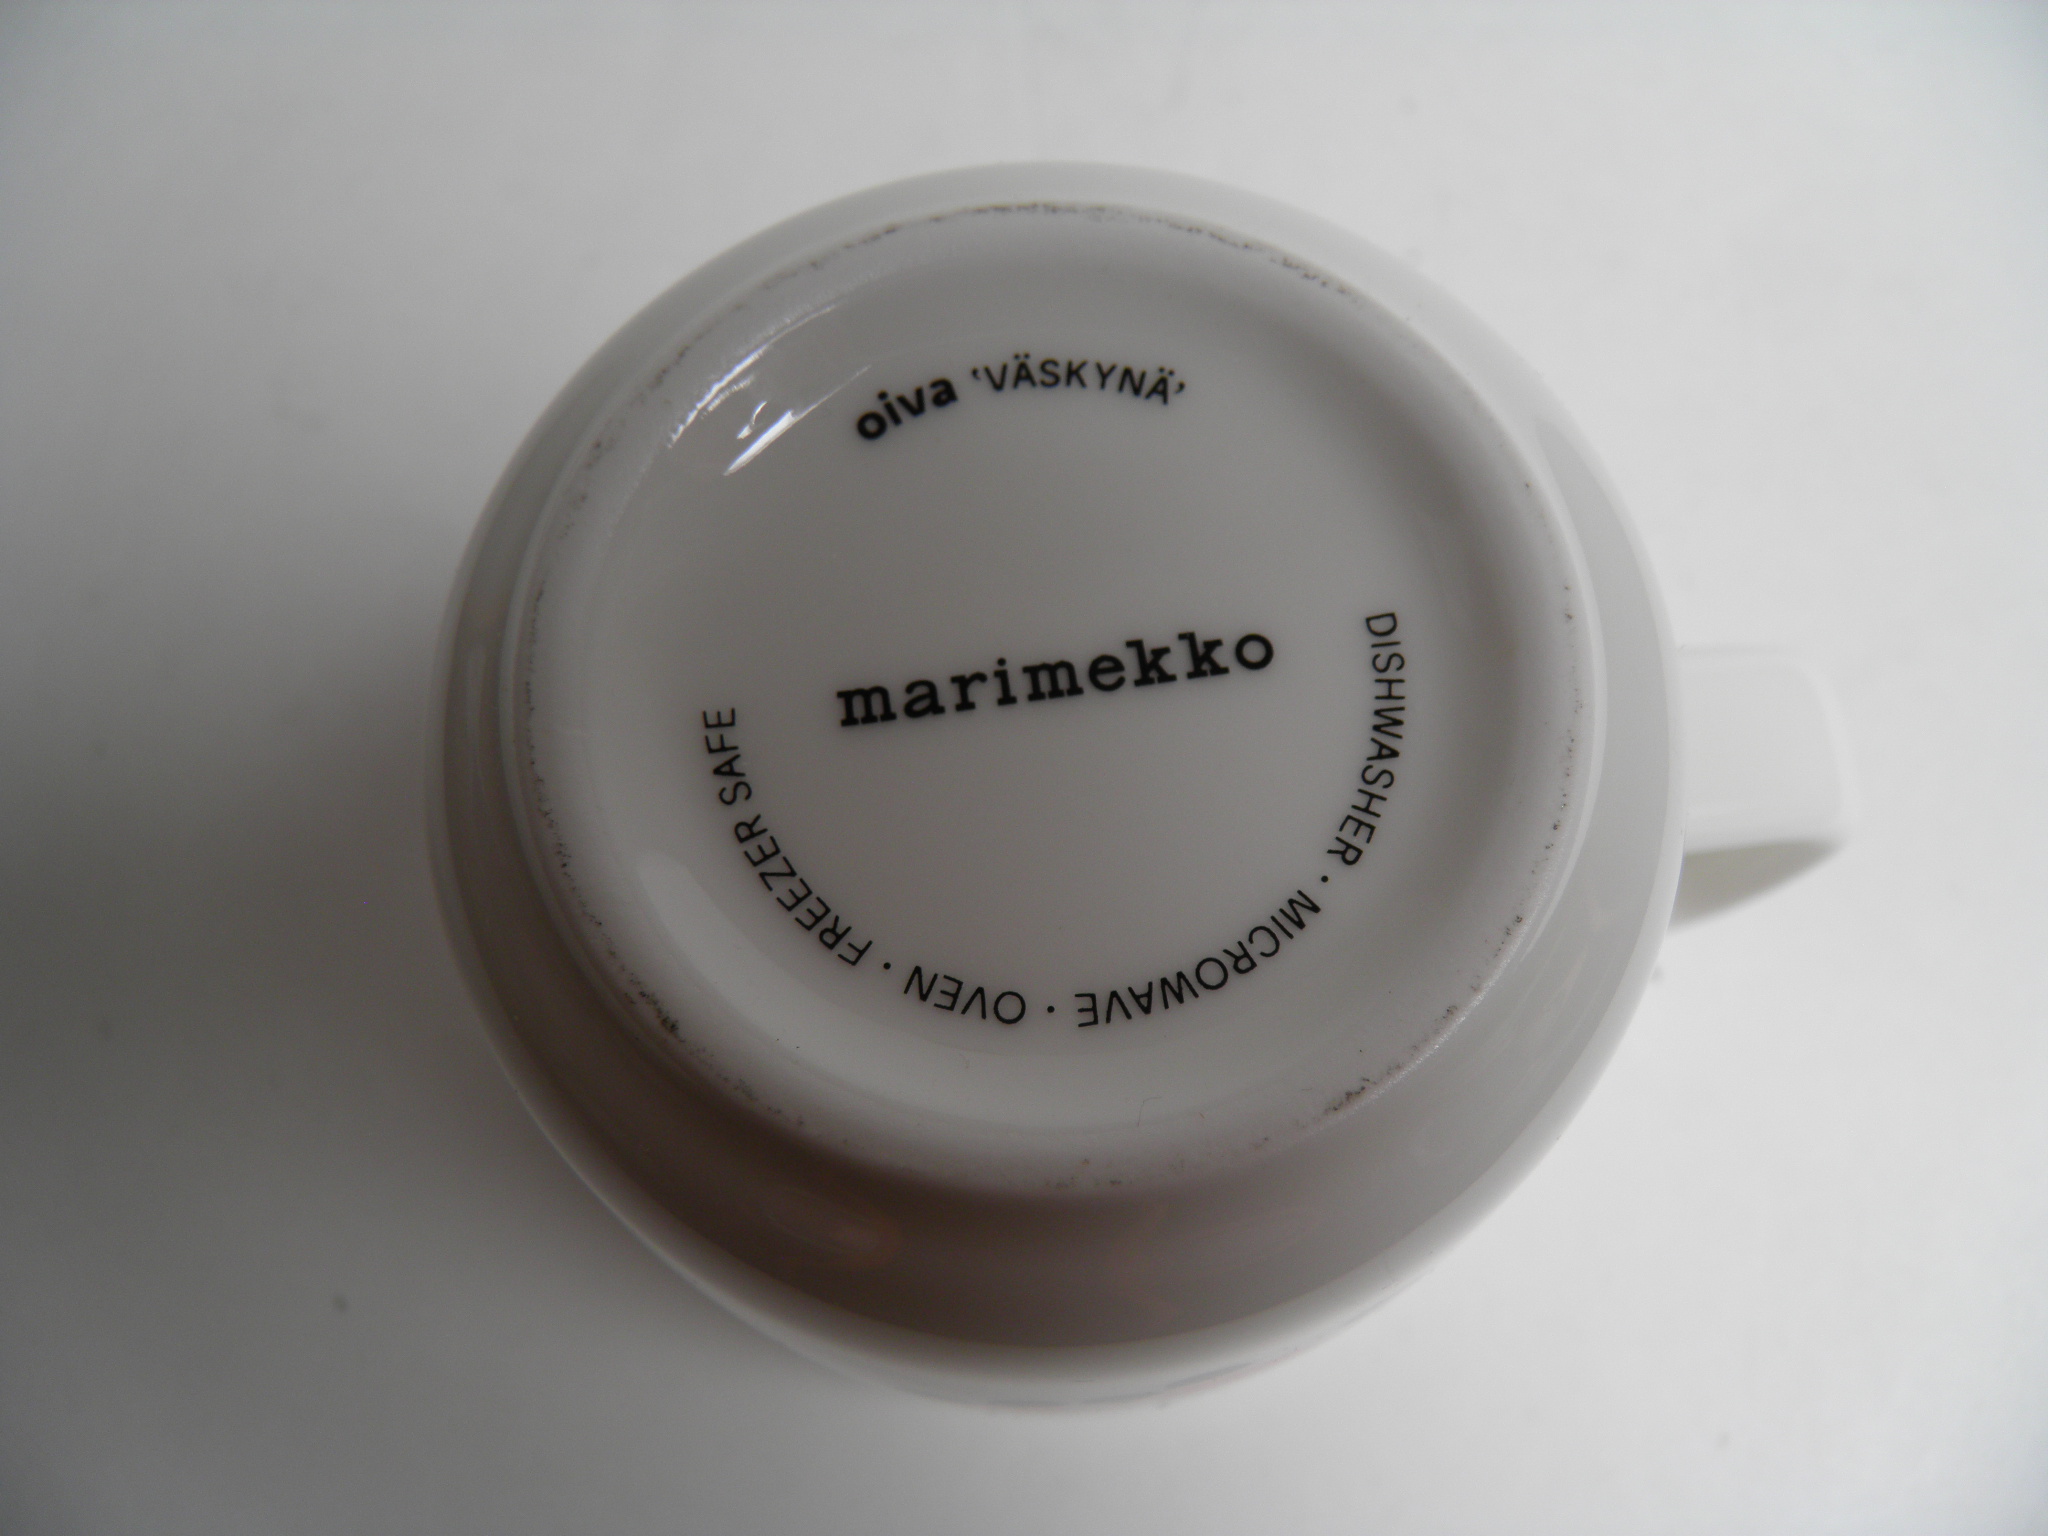 oiva ‘VÄSKYNÄ’
marimekko
DISHWASHER · MICROWAVE · OVEN · FREEZER SAFE